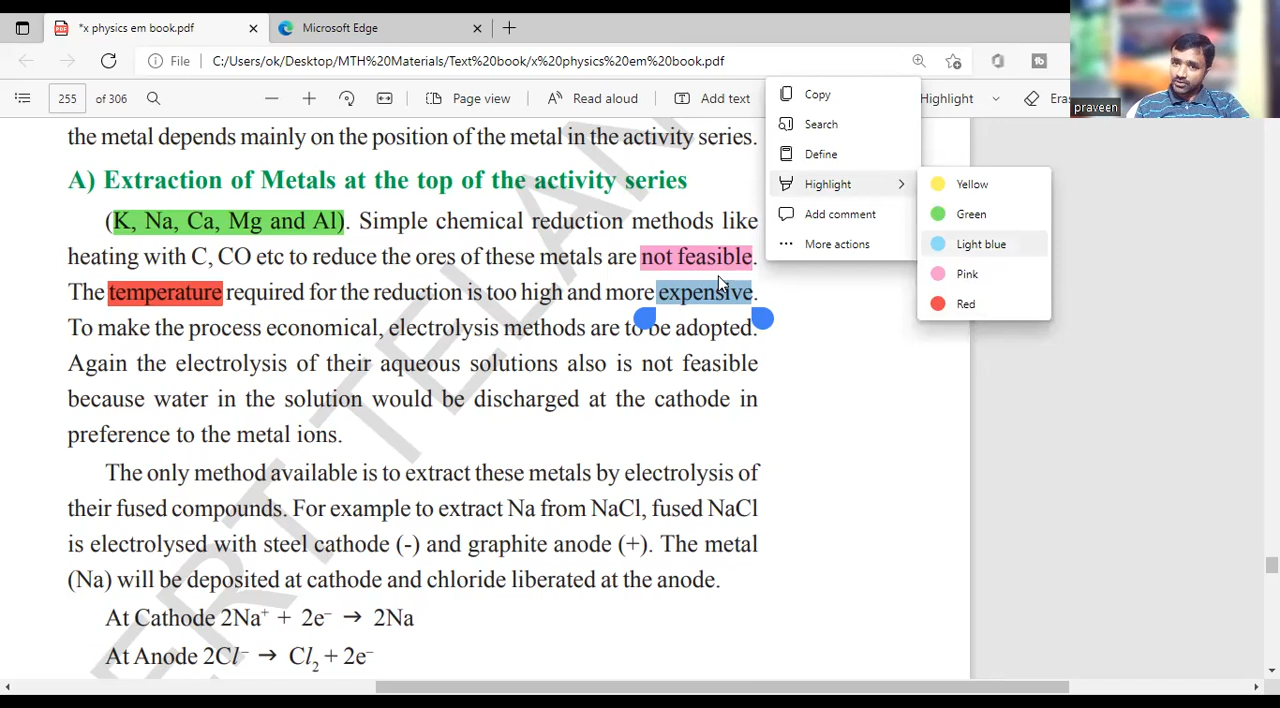 *x physics em book.pdf
Microsoft Edge
File
C:/Users/ok/Desktop/MTH%20Materials/Text%20book/x%20physics%20em%20book.pdf
255 of 306
Page view
Read aloud
Add text
Highlight
Eras
praveen
Copy
Search
Define
Highlight
Add comment
More actions
Yellow
Green
Light blue
Pink
Red
the metal depends mainly on the position of the metal in the activity series.
A) Extraction of Metals at the top of the activity series
(K, Na, Ca, Mg and Al). Simple chemical reduction methods like
heating with C, CO etc to reduce the ores of these metals are not feasible.
The temperature required for the reduction is too high and more expensive.
To make the process economical, electrolysis methods are to be adopted.
Again the electrolysis of their aqueous solutions also is not feasible
because water in the solution would be discharged at the cathode in
preference to the metal ions.
The only method available is to extract these metals by electrolysis of
their fused compounds. For example to extract Na from NaCl, fused NaCl
is electrolysed with steel cathode (-) and graphite anode (+). The metal
(Na) will be deposited at cathode and chloride liberated at the anode.
At Cathode 2Na⁺ + 2e⁻ → 2Na
At Anode 2Cl⁻ → Cl₂ + 2e⁻
ERT TELAN